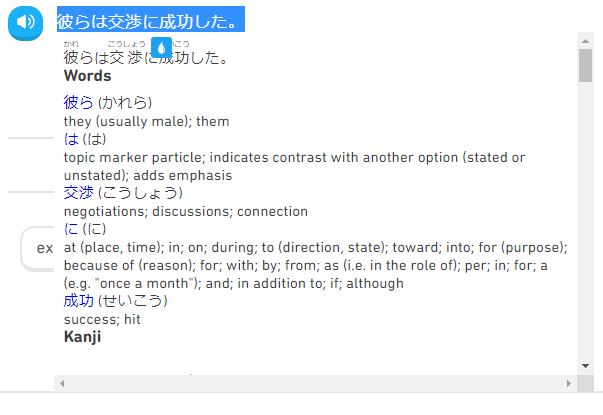 彼らは交渉に成功した。
かれ こうしょう こう
彼らは交渉に成功した。
Words
彼ら (かれら)
they (usually male); them
は (は)
topic marker particle; indicates contrast with another option (stated or
unstated); adds emphasis
交渉 (こうしょう)
negotiations; discussions; connection
に (に)
at (place, time); in; on; during; to (direction, state); toward; into; for (purpose);
because of (reason); for; with; by; from; as (i.e. in the role of); per; in; for; a
(e.g. "once a month"); and; in addition to; if; although
ex
成功 (せいこう)
success; hit
Kanji